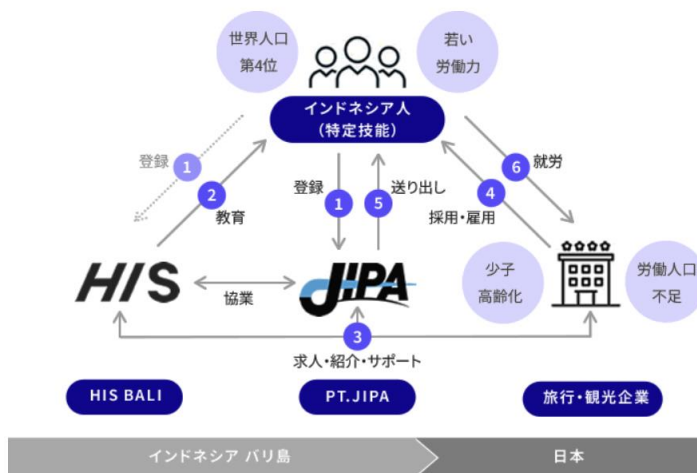 世界人口
第4位
若い
労働力
インドネシア人
(特定技能)
登録
1
2
教育
登録
1
5
送り出し
4
採用・雇用
6
就労
HIS
協業
JIPA
少子
高齢化
労働人口
不足
3
求人・紹介・サポート
HIS BALI
PT.JIPA
旅行・観光企業
インドネシア バリ島
日本